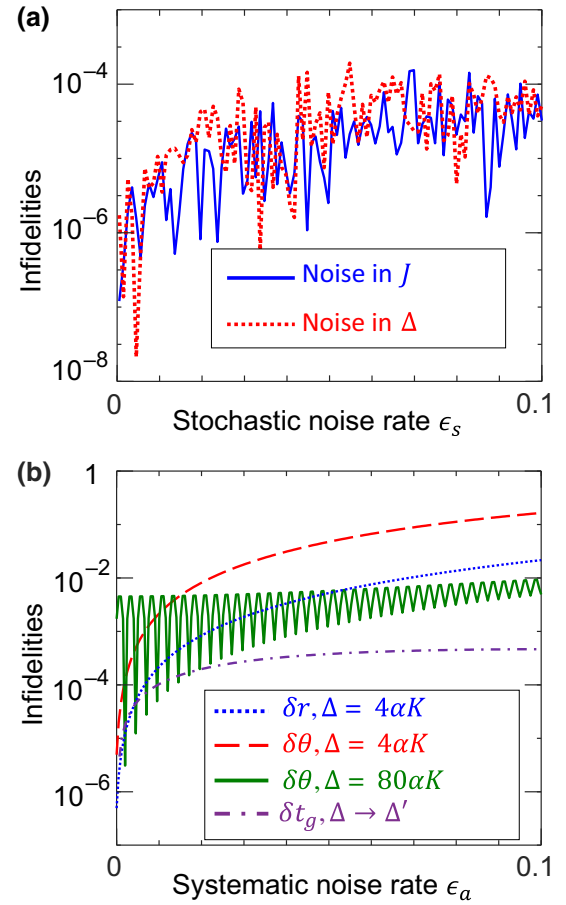 (a)
10⁻⁴
10⁻⁶
10⁻⁸
Infidelities
Noise in J
Noise in Δ
0
0.1
Stochastic noise rate ϵₛ
(b)
1
10⁻²
10⁻⁴
10⁻⁶
Infidelities
δr, Δ = 4αK
δθ, Δ = 4αK
δθ, Δ = 80αK
δt_g, Δ → Δ′
0
0.1
Systematic noise rate ϵₐ